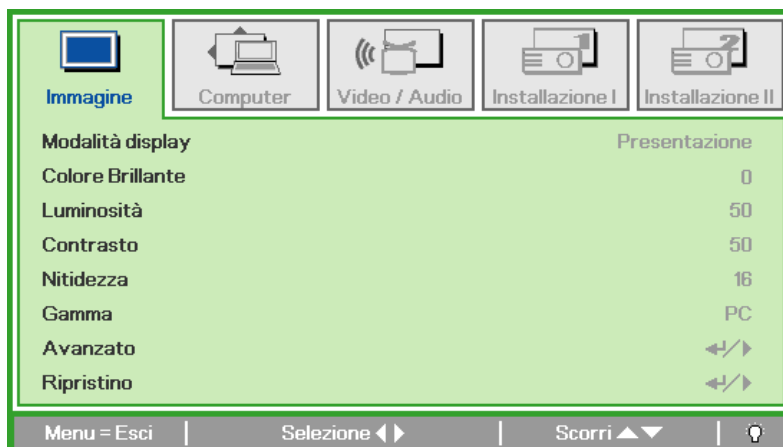 Immagine Computer Video / Audio Installazione I Installazione II
Modalità display Presentazione
Colore Brillante 0
Luminosità 50
Contrasto 50
Nitidezza 16
Gamma PC
Avanzato
Ripristino
Menu = Esci Selezione Scorri